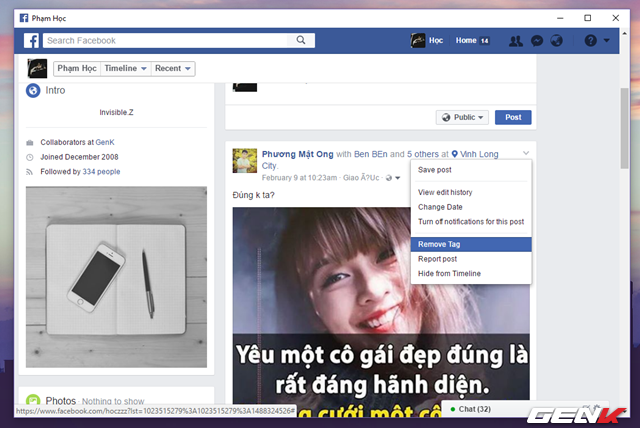 Phạm Học
f
Search Facebook
Học
Home 14
?
Phạm Học
Timeline
Recent
Intro
Invisible.Z
Collaborators at GenK
Joined December 2008
Followed by 334 people
Photos · Nothing to show
Public
Post
Phương Mật Ong with Ben BEn and 5 others at Vinh Long
City.
February 9 at 10:23am · Giao Ã?Uc ·
Đúng k ta?
Save post
View edit history
Change Date
Turn off notifications for this post
Remove Tag
Report post
Hide from Timeline
Yêu một cô gái đẹp đúng là
rất đáng hãnh diện.
cưới một cô
Chat (32)
https://www.facebook.com/hoczzz?lst=1023515279%3A1023515279%3A1488324526#
GENK